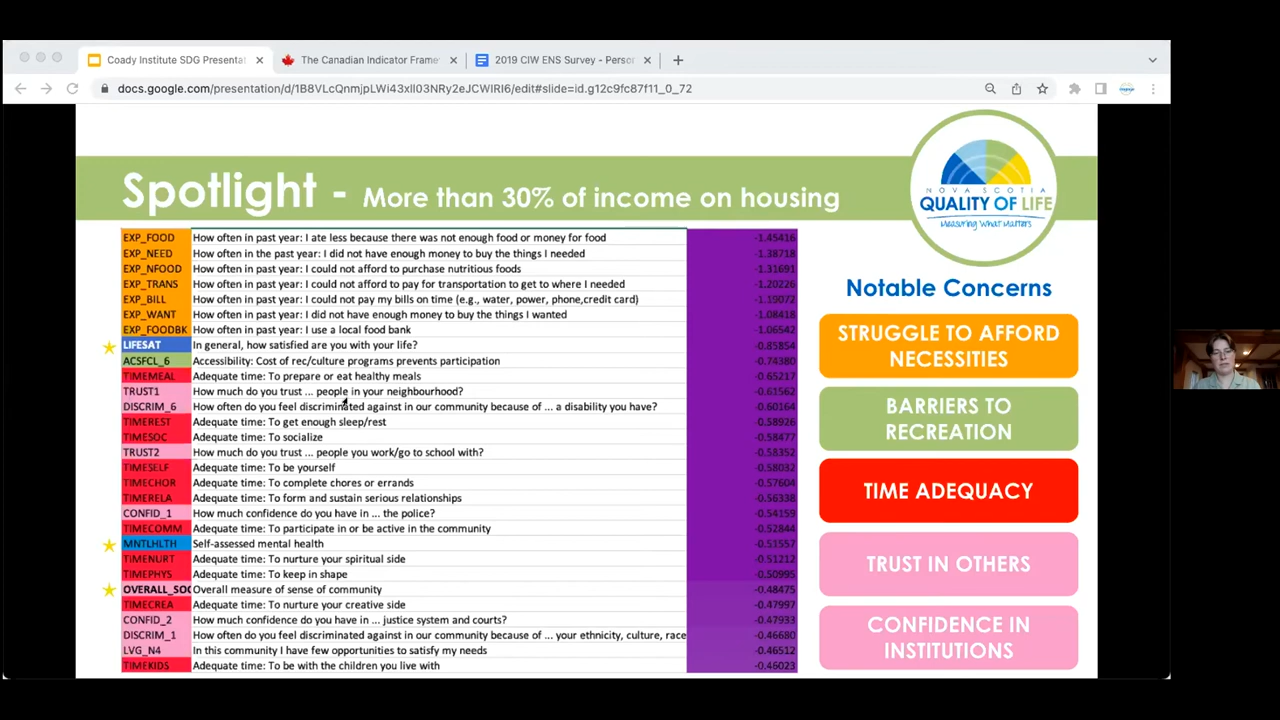 Coady Institute SDG Presentat
The Canadian Indicator Frame
2019 CIW ENS Survey - Perso
Spotlight - More than 30% of income on housing
NOVA SCOTIA
QUALITY OF LIFE
Measuring What Matters
EXP_FOOD How often in past year: I ate less because there was not enough food or money for food -1.45416
EXP_NEED How often in the past year: I did not have enough money to buy the things I needed -1.38718
EXP_NFOOD How often in past year: I could not afford to purchase nutritious foods -1.31691
EXP_TRANS How often in past year: I could not afford to pay for transportation to get to where I needed -1.20226
EXP_BILL How often in past year: I could not pay my bills on time (e.g., water, power, phone,credit card) -1.19072
EXP_WANT How often in past year: I did not have enough money to buy the things I wanted -1.08418
EXP_FOODBK How often in past year: I use a local food bank -1.06542
LIFESAT In general, how satisfied are you with your life? -0.85854
ACSFCL_6 Accessibility: Cost of rec/culture programs prevents participation -0.74380
TIMEMEAL Adequate time: To prepare or eat healthy meals -0.65217
TRUST1 How much do you trust ... people in your neighbourhood? -0.61562
DISCRIM_6 How often do you feel discriminated against in our community because of ... a disability you have? -0.60164
TIMEREST Adequate time: To get enough sleep/rest -0.58926
TIMESOC Adequate time: To socialize -0.58477
TRUST2 How much do you trust ... people you work/go to school with? -0.58352
TIMESELF Adequate time: To be yourself -0.58032
TIMECHOR Adequate time: To complete chores or errands -0.57604
TIMERELA Adequate time: To form and sustain serious relationships -0.56338
CONFID_1 How much confidence do you have in ... the police? -0.54159
TIMECOMM Adequate time: To participate in or be active in the community -0.52844
MNTLHLTH Self-assessed mental health -0.51557
TIMENURT Adequate time: To nurture your spiritual side -0.51212
TIMEPHYS Adequate time: To keep in shape -0.50995
OVERALL_SOC Overall measure of sense of community -0.48475
TIMECREA Adequate time: To nurture your creative side -0.47997
CONFID_2 How much confidence do you have in ... justice system and courts? -0.47933
DISCRIM_1 How often do you feel discriminated against in our community because of ... your ethnicity, culture, race -0.46680
LVG_N4 In this community I have few opportunities to satisfy my needs -0.46512
TIMEKIDS Adequate time: To be with the children you live with -0.46023
Notable Concerns
STRUGGLE TO AFFORD
NECESSITIES
BARRIERS TO
RECREATION
TIME ADEQUACY
TRUST IN OTHERS
CONFIDENCE IN
INSTITUTIONS